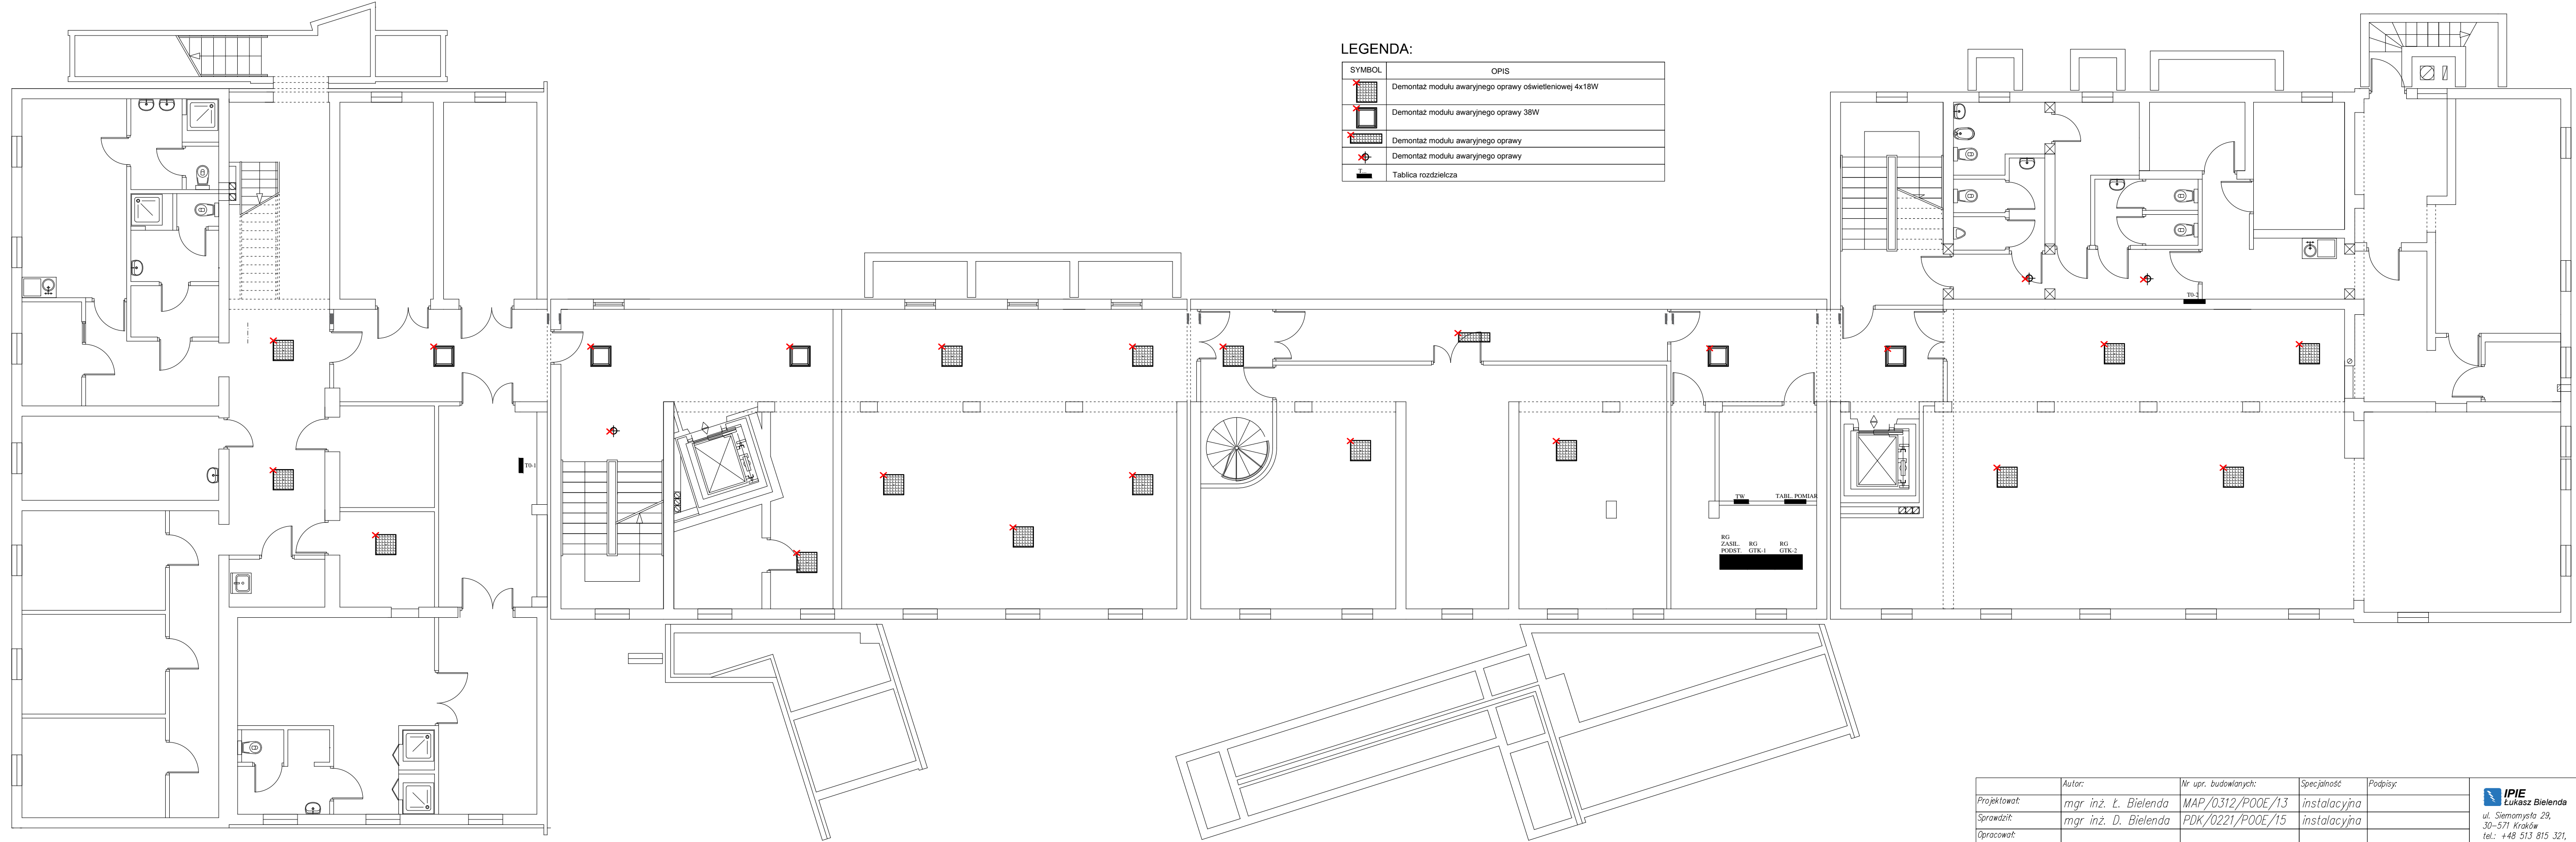 LEGENDA:
SYMBOL OPIS
Demontaż modułu awaryjnego oprawy oświetleniowej 4x18W
Demontaż modułu awaryjnego oprawy 38W
Demontaż modułu awaryjnego oprawy
Demontaż modułu awaryjnego oprawy
T...
Tablica rozdzielcza
T0-2
T0-1
TW TABL. POMIAR
RG
ZASIL. RG RG
PODST. GTK-1 GTK-2
Autor: Nr upr. budowlanych: Specjalność Podpisy:
Projektował: mgr inż. Ł. Bielenda MAP/0312/POOE/13 instalacyjna
Sprawdził: mgr inż. D. Bielenda PDK/0221/POOE/15 instalacyjna
Opracował:
IPIE
Łukasz Bielenda
ul. Siemomysła 29,
30-571 Kraków
tel.: +48 513 815 321,